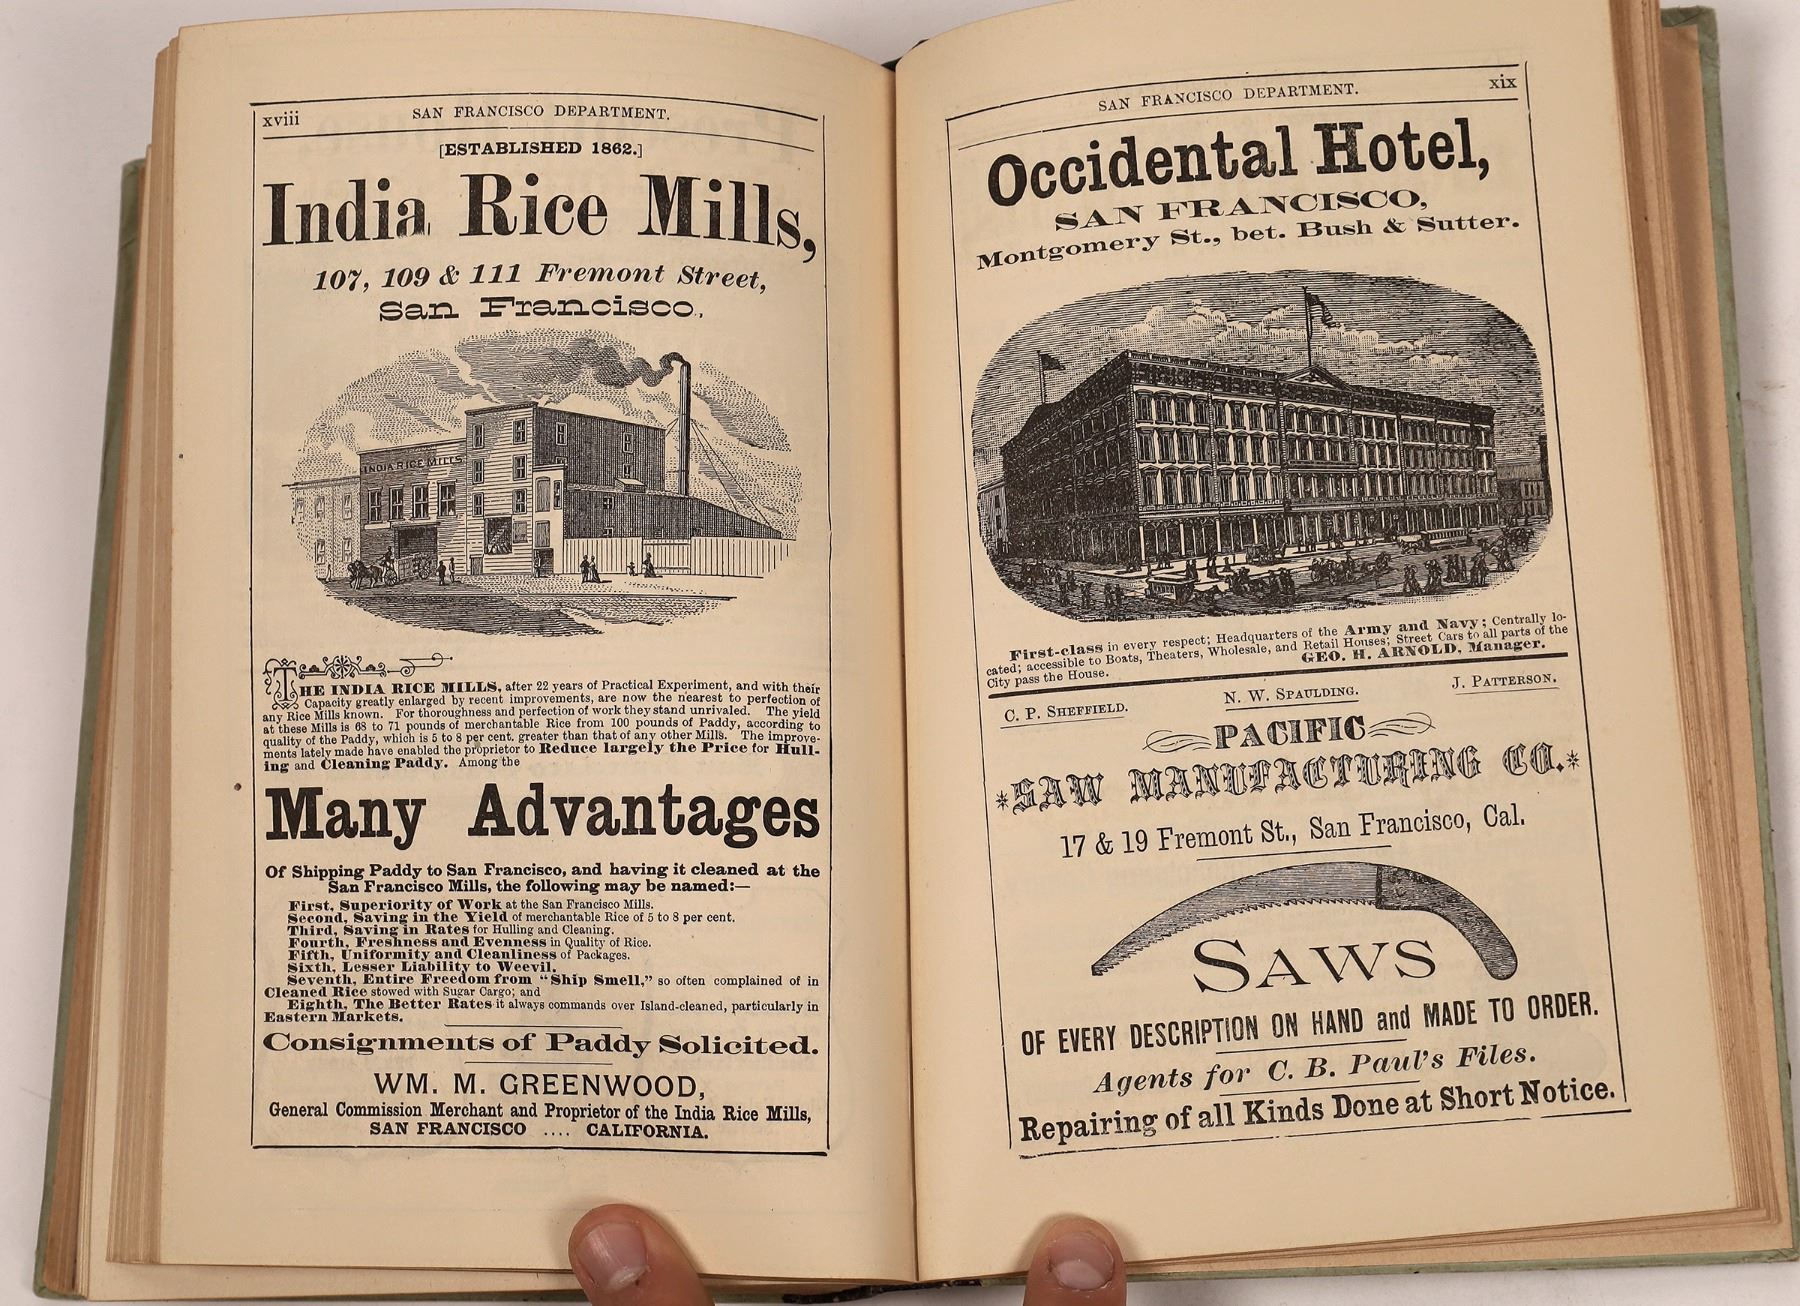 xviii
SAN FRANCISCO DEPARTMENT.
[ESTABLISHED 1862.]
India Rice Mills,
107, 109 & 111 Fremont Street,
San Francisco,
INDIA RICE MILLS
THE INDIA RICE MILLS, after 22 years of Practical Experiment, and with their
Capacity greatly enlarged by recent improvements, are now the nearest to perfection of
any Rice Mills known. For thoroughness and perfection of work they stand unrivaled. The yield
at these Mills is 68 to 71 pounds of merchantable Rice from 100 pounds of Paddy, according to
quality of the Paddy, which is 5 to 8 per cent. greater than that of any other Mills. The improve-
ments lately made have enabled the proprietor to Reduce largely the Price for Hull-
ing and Cleaning Paddy. Among the
Many Advantages
Of Shipping Paddy to San Francisco, and having it cleaned at the
San Francisco Mills, the following may be named:—
First, Superiority of Work at the San Francisco Mills.
Second, Saving in the Yield of merchantable Rice of 5 to 8 per cent.
Third, Saving in Rates for Hulling and Cleaning.
Fourth, Freshness and Evenness in Quality of Rice.
Fifth, Uniformity and Cleanliness of Packages.
Sixth, Lesser Liability to Weevil.
Seventh, Entire Freedom from "Ship Smell," so often complained of in
Cleaned Rice stowed with Sugar Cargo; and
Eighth, The Better Rates it always commands over Island-cleaned, particularly in
Eastern Markets.
Consignments of Paddy Solicited.
WM. M. GREENWOOD,
General Commission Merchant and Proprietor of the India Rice Mills,
SAN FRANCISCO .... CALIFORNIA.
SAN FRANCISCO DEPARTMENT.
xix
Occidental Hotel,
SAN FRANCISCO,
Montgomery St., bet. Bush & Sutter.
First-class in every respect; Headquarters of the Army and Navy; Centrally lo-
cated; accessible to Boats, Theaters, Wholesale, and Retail Houses; Street Cars to all parts of the
City pass the House.
GEO. H. ARNOLD, Manager.
C. P. SHEFFIELD.
N. W. SPAULDING.
J. PATTERSON.
PACIFIC
*SAW MANUFACTURING CO.*
17 & 19 Fremont St., San Francisco, Cal.
SAWS
OF EVERY DESCRIPTION ON HAND and MADE TO ORDER.
Agents for C. B. Paul's Files.
Repairing of all Kinds Done at Short Notice.